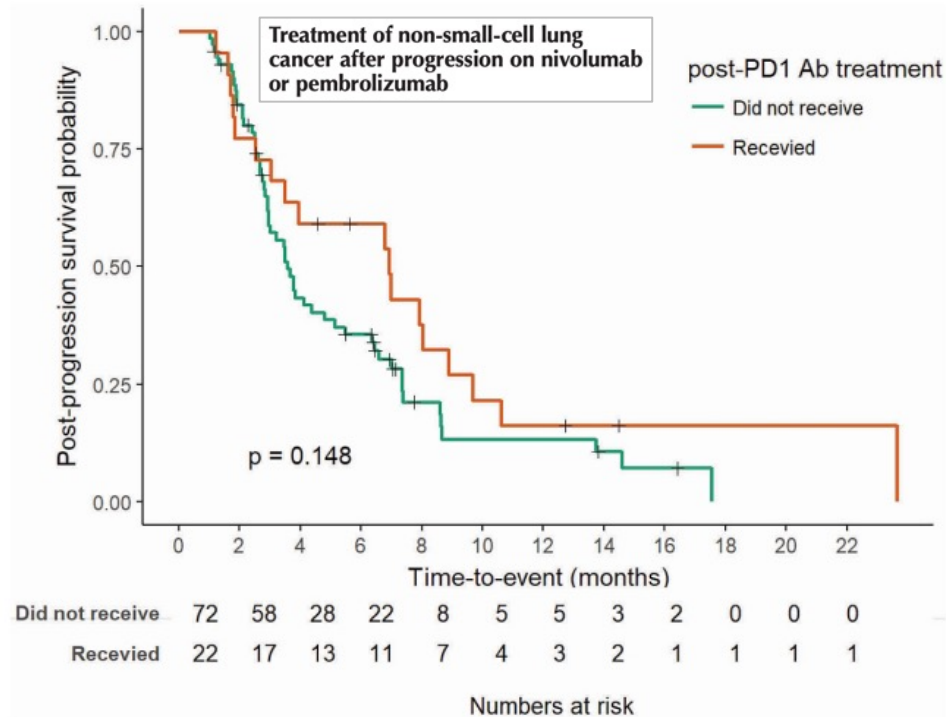 Treatment of non-small-cell lung
cancer after progression on nivolumab
or pembrolizumab
post-PD1 Ab treatment
Did not receive
Recevied
Post-progression survival probability
1.00
0.75
0.50
0.25
0.00
p = 0.148
0 2 4 6 8 10 12 14 16 18 20 22
Time-to-event (months)
Did not receive 72 58 28 22 8 5 5 3 2 0 0 0
Recevied 22 17 13 11 7 4 3 2 1 1 1 1
Numbers at risk